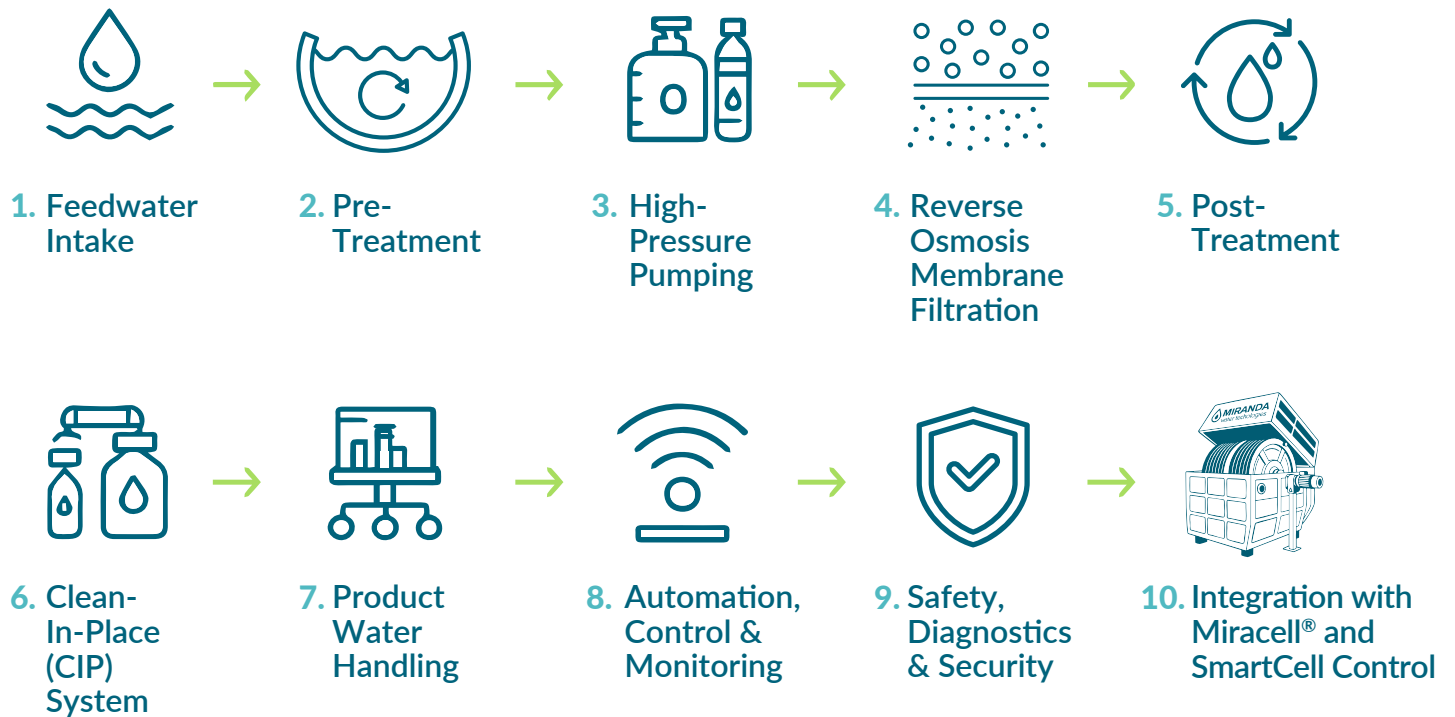 1. Feedwater
Intake
2. Pre-
Treatment
3. High-
Pressure
Pumping
4. Reverse
Osmosis
Membrane
Filtration
5. Post-
Treatment
MIRANDA
water technologies
6. Clean-
In-Place
(CIP)
System
7. Product
Water
Handling
8. Automation,
Control &
Monitoring
9. Safety,
Diagnostics
& Security
10. Integration with
Miracell® and
SmartCell Control